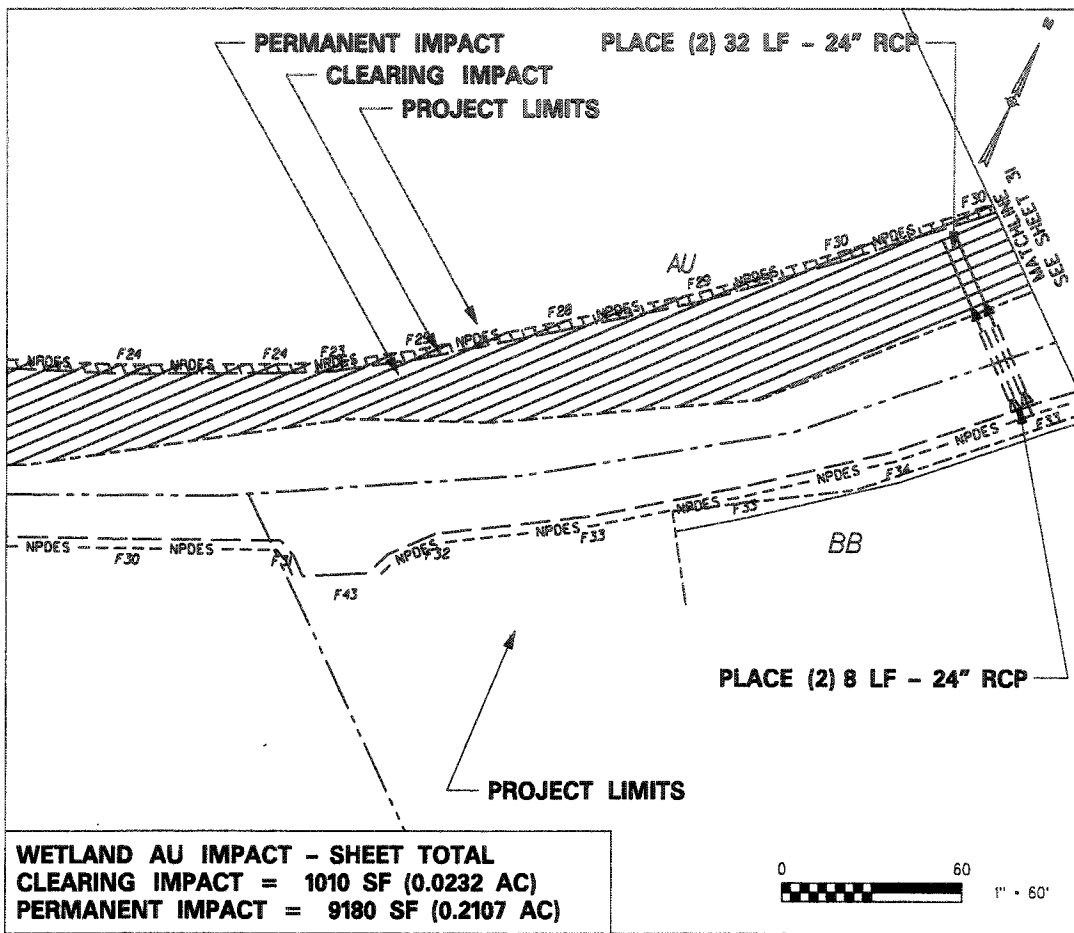 PERMANENT IMPACT
CLEARING IMPACT
PROJECT LIMITS
PLACE (2) 32 LF - 24" RCP
N
MATCHLINE
SEE SHEET 31
AU
NPDES F24 NPDES F24 F23 NPDES NPDES F28 NPDES F29 NPDES F30 NPDES F30
NPDES F30 NPDES F31 F43 NPDES F32 NPDES F33 NPDES F33 NPDES F34 NPDES F33
BB
PLACE (2) 8 LF - 24" RCP
PROJECT LIMITS
WETLAND AU IMPACT - SHEET TOTAL
CLEARING IMPACT = 1010 SF (0.0232 AC)
PERMANENT IMPACT = 9180 SF (0.2107 AC)
0 60
1" = 60'